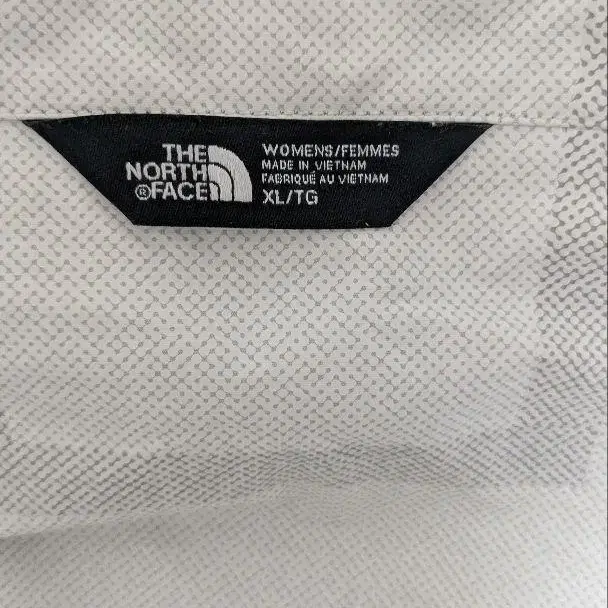 THE
NORTH
®FACE
WOMENS/FEMMES
MADE IN VIETNAM
FABRIQUÉ AU VIETNAM
XL/TG